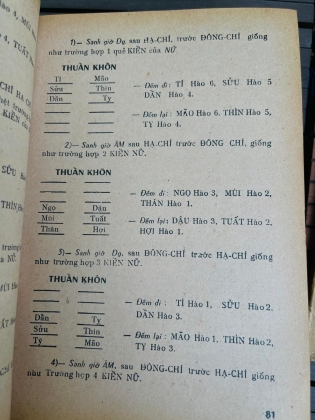 1)— Sanh giờ Dạ sau HẠ-CHÍ, trước ĐÔNG-CHÍ giống
như trường hợp 1 quẻ KIỀN của NỮ
THUẦN KHÔN
Tí Mão
Sửu Thìn
Dần Tỵ
— Đếm đi : TÍ Hào 6, SỬU Hào 5
DẦN Hào 4.
— Đếm lại : MÃO Hào 6, THÌN Hào 5,
TỴ Hào 4.
2)— Sanh giờ ÂM sau HẠ-CHÍ trước ĐÔNG CHÍ, giống
như trường hợp 2 KIỀN NỮ.
THUẦN KHÔN
Ngọ Dậu
Mùi Tuất
Thân Hợi
— Đếm đi : NGỌ Hào 3, MÙI Hào 2,
THÂN Hào 1.
— Đếm lại: DẬU Hào 3, TUẤT Hào 2,
HỢI Hào 1.
3)— Sanh giờ Dạ, sau ĐÔNG-CHÍ trước HẠ-CHÍ giống
như trường hợp 3 KIỀN NỮ.
THUẦN KHÔN
Dần Tý
Sửu Thìn
Tý Mão
— Đếm đi : TÍ Hào 1, SỬU Hào 2.
DẦN Hào 3.
— Đếm lại : MÃO Hào 1, THÌN Hào 2,
TỴ Hào 3.
4)— Sanh giờ ÂM, sau ĐÔNG-CHÍ trước HẠ-CHÍ giống
như Trường hợp 4 KIỀN NỮ.
81